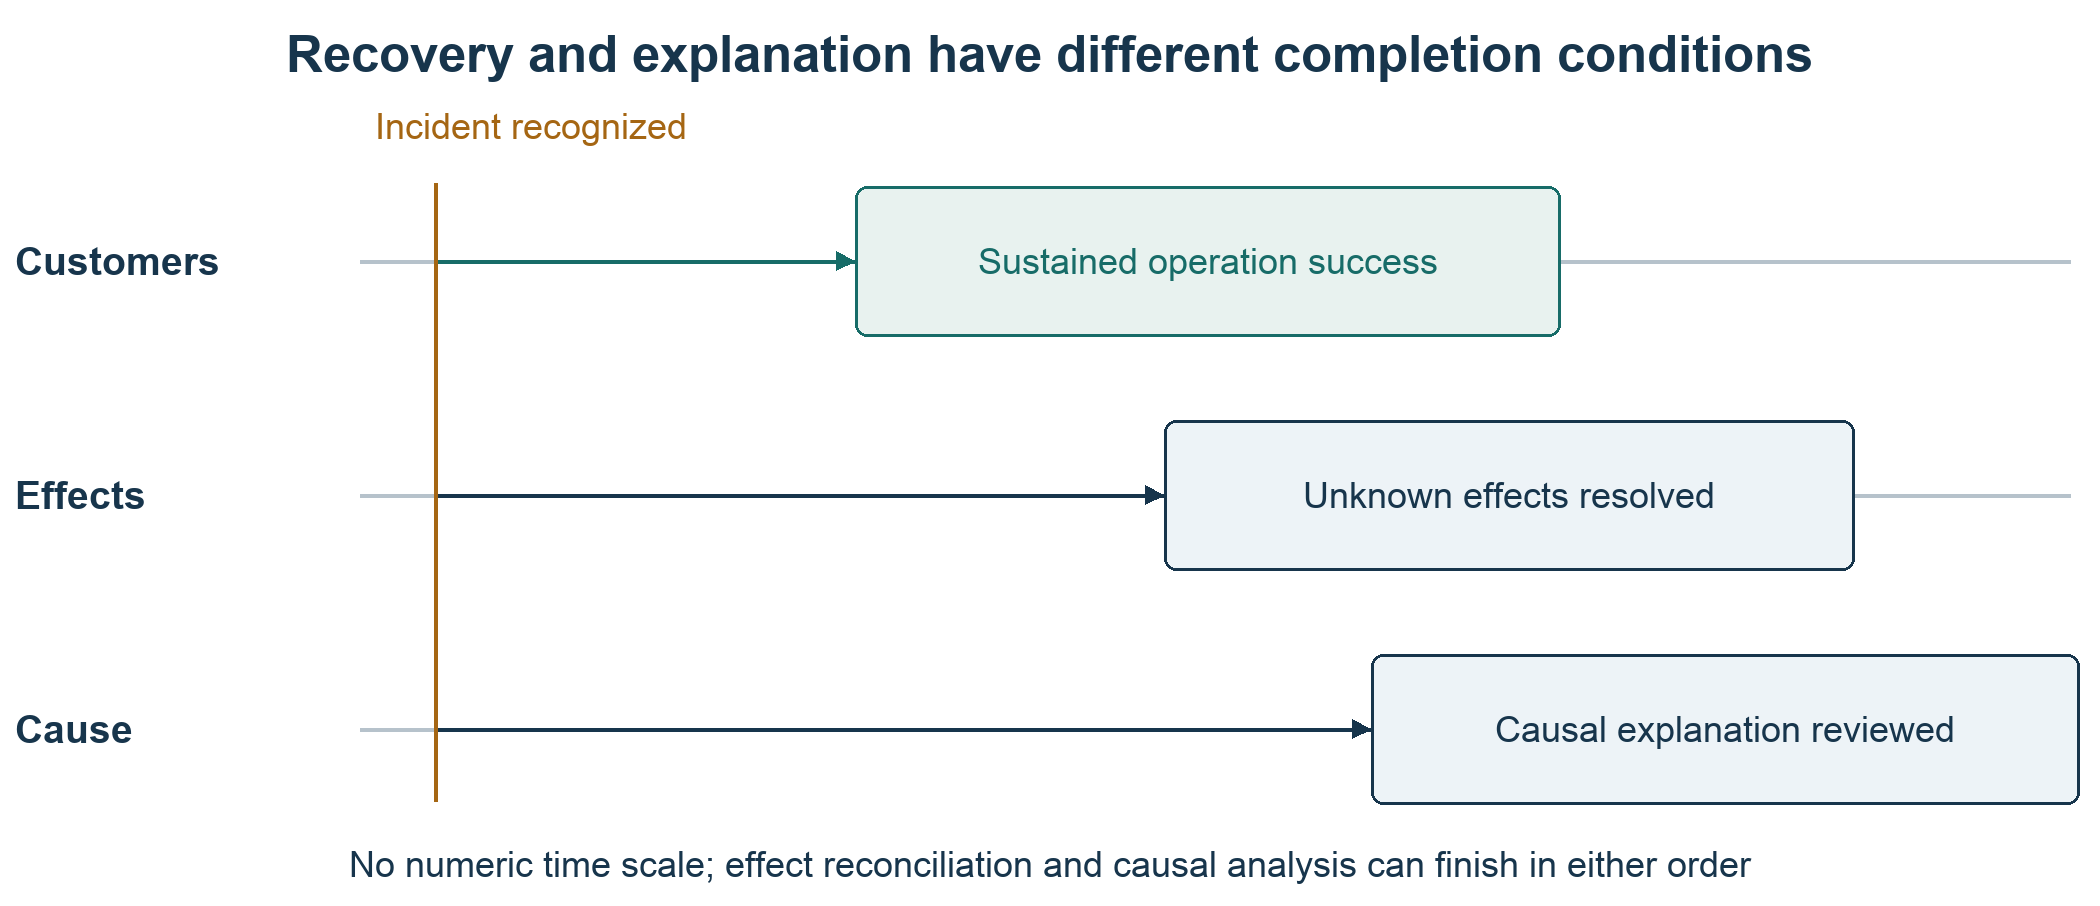 Recovery and explanation have different completion conditions
Incident recognized
Customers
Sustained operation success
Effects
Unknown effects resolved
Cause
Causal explanation reviewed
No numeric time scale; effect reconciliation and causal analysis can finish in either order